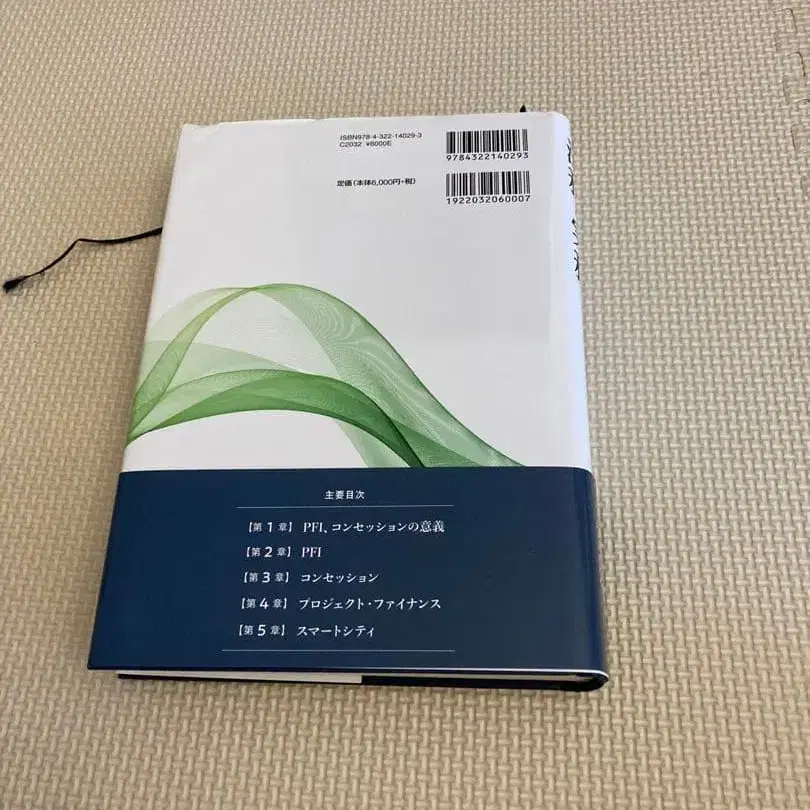 ISBN978-4-322-14029-3
C2032 ¥6000E
9784322140293
定価(本体6,000円+税)
1922032060007
主要目次
【第1章】 PFI、コンセッションの意義
【第2章】 PFI
【第3章】 コンセッション
【第4章】 プロジェクト・ファイナンス
【第5章】 スマートシティ